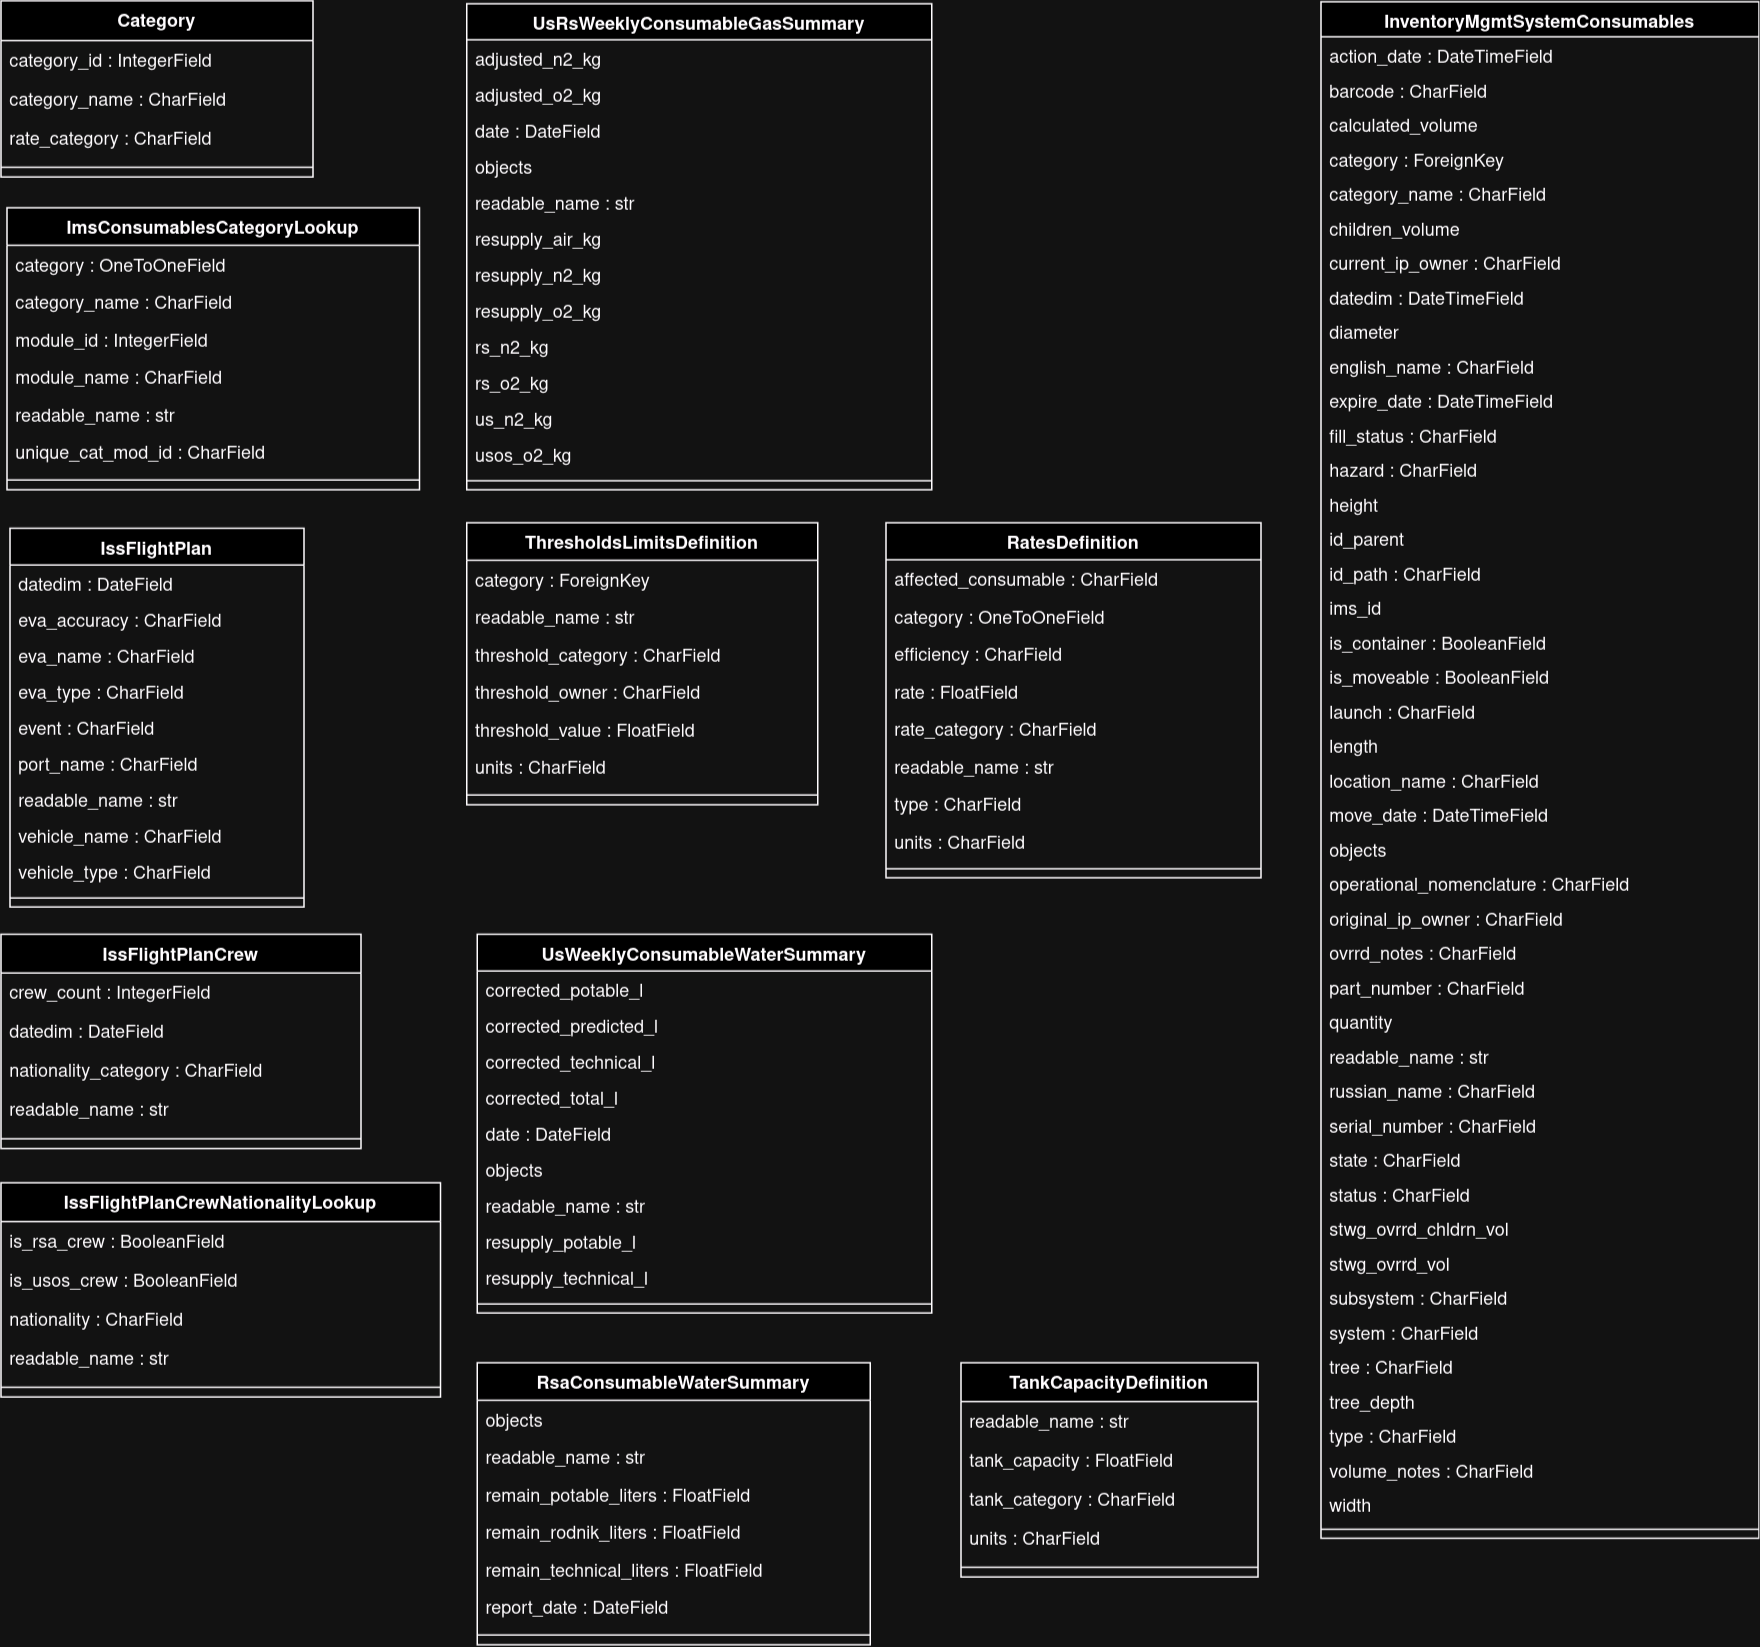 Category
category_id : IntegerField
category_name : CharField
rate_category : CharField
ImsConsumablesCategoryLookup
category : OneToOneField
category_name : CharField
module_id : IntegerField
module_name : CharField
readable_name : str
unique_cat_mod_id : CharField
IssFlightPlan
datedim : DateField
eva_accuracy : CharField
eva_name : CharField
eva_type : CharField
event : CharField
port_name : CharField
readable_name : str
vehicle_name : CharField
vehicle_type : CharField
IssFlightPlanCrew
crew_count : IntegerField
datedim : DateField
nationality_category : CharField
readable_name : str
IssFlightPlanCrewNationalityLookup
is_rsa_crew : BooleanField
is_usos_crew : BooleanField
nationality : CharField
readable_name : str
UsRsWeeklyConsumableGasSummary
adjusted_n2_kg
adjusted_o2_kg
date : DateField
objects
readable_name : str
resupply_air_kg
resupply_n2_kg
resupply_o2_kg
rs_n2_kg
rs_o2_kg
us_n2_kg
usos_o2_kg
ThresholdsLimitsDefinition
category : ForeignKey
readable_name : str
threshold_category : CharField
threshold_owner : CharField
threshold_value : FloatField
units : CharField
RatesDefinition
affected_consumable : CharField
category : OneToOneField
efficiency : CharField
rate : FloatField
rate_category : CharField
readable_name : str
type : CharField
units : CharField
UsWeeklyConsumableWaterSummary
corrected_potable_l
corrected_predicted_l
corrected_technical_l
corrected_total_l
date : DateField
objects
readable_name : str
resupply_potable_l
resupply_technical_l
RsaConsumableWaterSummary
objects
readable_name : str
remain_potable_liters : FloatField
remain_rodnik_liters : FloatField
remain_technical_liters : FloatField
report_date : DateField
TankCapacityDefinition
readable_name : str
tank_capacity : FloatField
tank_category : CharField
units : CharField
InventoryMgmtSystemConsumables
action_date : DateTimeField
barcode : CharField
calculated_volume
category : ForeignKey
category_name : CharField
children_volume
current_ip_owner : CharField
datedim : DateTimeField
diameter
english_name : CharField
expire_date : DateTimeField
fill_status : CharField
hazard : CharField
height
id_parent
id_path : CharField
ims_id
is_container : BooleanField
is_moveable : BooleanField
launch : CharField
length
location_name : CharField
move_date : DateTimeField
objects
operational_nomenclature : CharField
original_ip_owner : CharField
ovrrd_notes : CharField
part_number : CharField
quantity
readable_name : str
russian_name : CharField
serial_number : CharField
state : CharField
status : CharField
stwg_ovrrd_chldrn_vol
stwg_ovrrd_vol
subsystem : CharField
system : CharField
tree : CharField
tree_depth
type : CharField
volume_notes : CharField
width